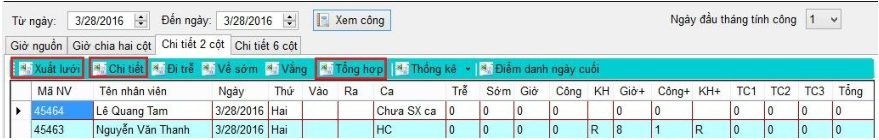 Từ ngày: 3/28/2016 Đến ngày: 3/28/2016 Xem công Ngày đầu tháng tính công 1
Giờ nguồn Giờ chia hai cột Chi tiết 2 cột Chi tiết 6 cột
Xuất lưới Chi tiết Đi trễ Về sớm Vắng Tổng hợp Thống kê Điểm danh ngày cuối
Mã NV Tên nhân viên Ngày Thứ Vào Ra Ca Trễ Sớm Giờ Công KH Giờ+ Công+ KH+ TC1 TC2 TC3 Tổng
45464 Lê Quang Tam 3/28/2016 Hai Chưa SX ca 0 0 0 0 0 0 0 0 0 0
45463 Nguyễn Văn Thanh 3/28/2016 Hai HC 0 0 0 0 R 8 1 R 0 0 0 0